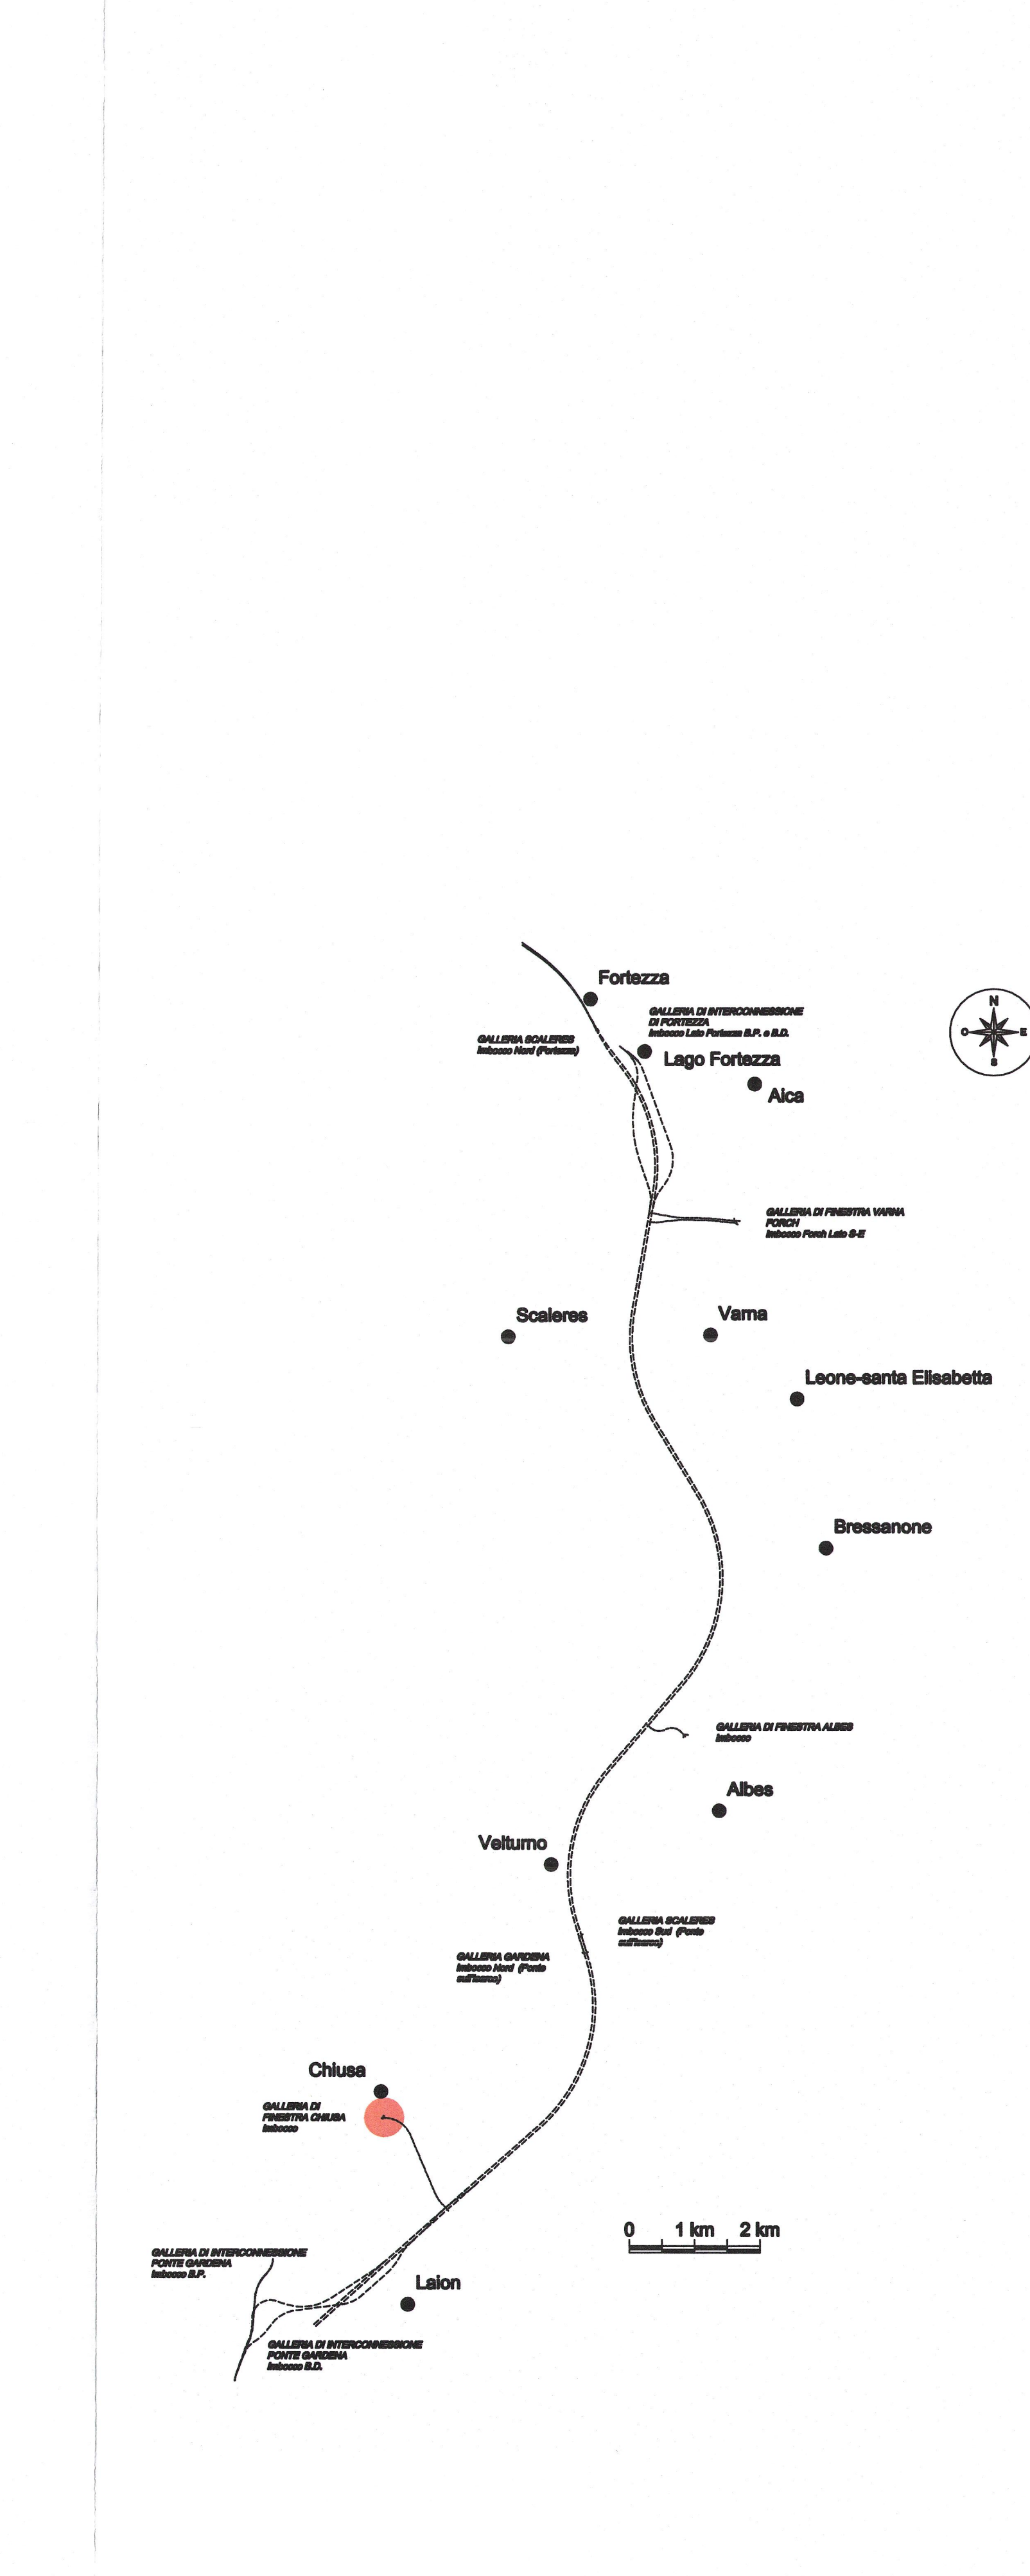 Fortezza
GALLERIA DI INTERCONNESSIONE
DI FORTEZZA
Imbocco Lato Fortezza B.P. e B.D.
N
O
E
S
GALLERIA SCALERES
Imbocco Nord (Fortezza)
Lago Fortezza
Aica
GALLERIA DI FINESTRA VARNA
FORCH
Imbocco Forch Lato S-E
Scaleres
Varna
Leone-santa Elisabetta
Bressanone
GALLERIA DI FINESTRA ALBES
Imbocco
Albes
Velturno
GALLERIA SCALERES
Imbocco Sud (Ponte
sull'Isarco)
GALLERIA GARDENA
Imbocco Nord (Ponte
sull'Isarco)
Chiusa
GALLERIA DI
FINESTRA CHIUSA
Imbocco
0 1 km 2 km
GALLERIA DI INTERCONNESSIONE
PONTE GARDENA
Imbocco B.P.
Laion
GALLERIA DI INTERCONNESSIONE
PONTE GARDENA
Imbocco B.D.